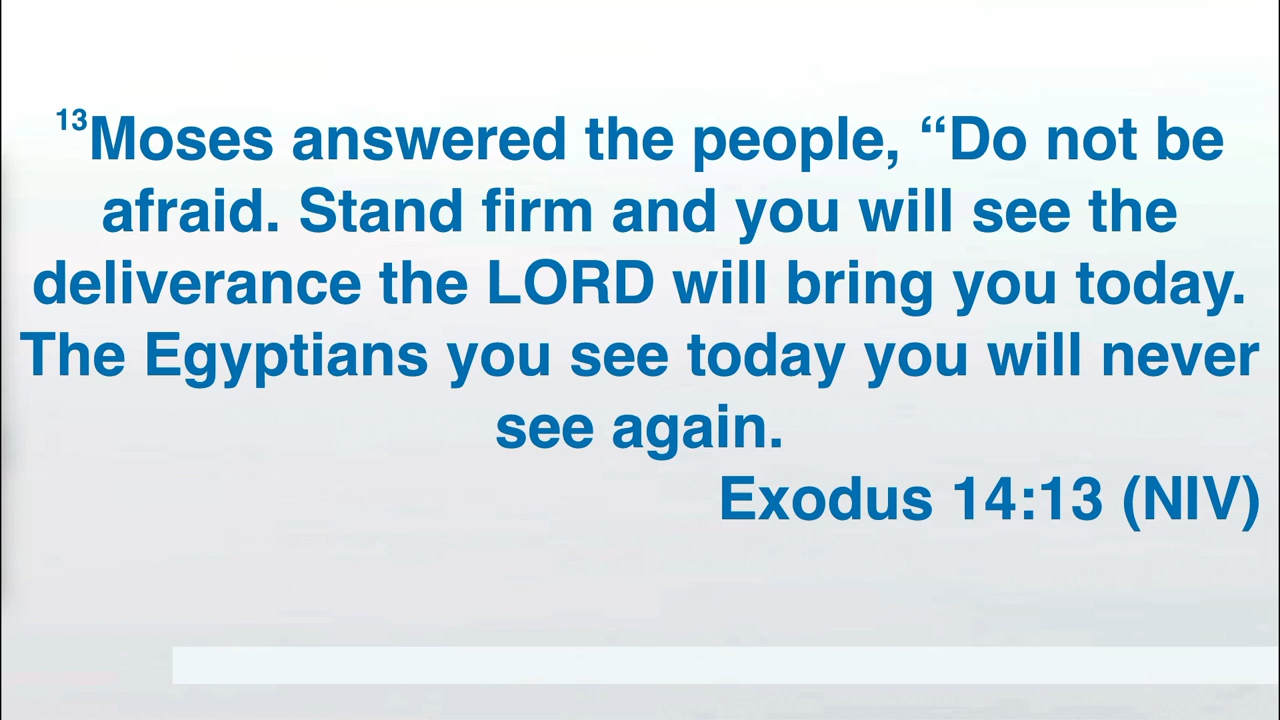 13Moses answered the people, “Do not be
afraid. Stand firm and you will see the
deliverance the LORD will bring you today.
The Egyptians you see today you will never
see again.
Exodus 14:13 (NIV)